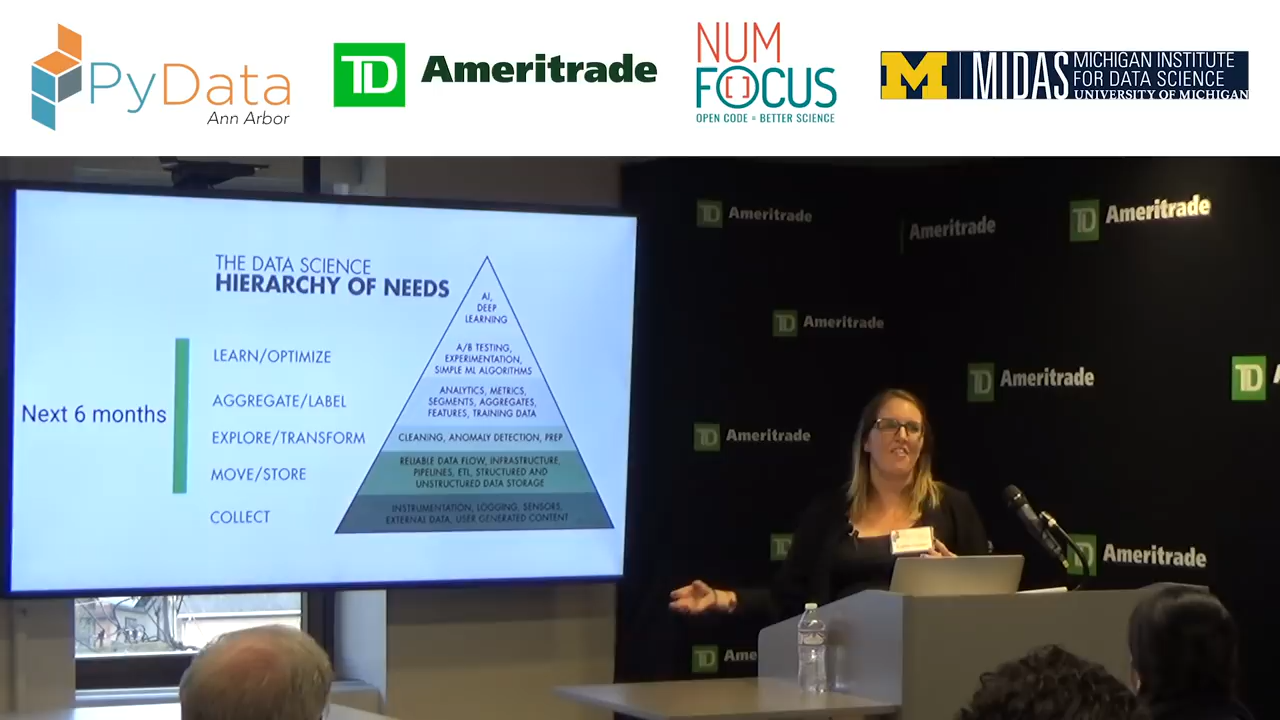 PyData
Ann Arbor
TD Ameritrade
NUM
FOCUS
OPEN CODE = BETTER SCIENCE
M MIDAS
MICHIGAN INSTITUTE
FOR DATA SCIENCE
UNIVERSITY OF MICHIGAN
THE DATA SCIENCE
HIERARCHY OF NEEDS
Next 6 months
LEARN/OPTIMIZE
AGGREGATE/LABEL
EXPLORE/TRANSFORM
MOVE/STORE
COLLECT
AI,
DEEP
LEARNING
A/B TESTING,
EXPERIMENTATION,
SIMPLE ML ALGORITHMS
ANALYTICS, METRICS,
SEGMENTS, AGGREGATES,
FEATURES, TRAINING DATA
CLEANING, ANOMALY DETECTION, PREP
RELIABLE DATA FLOW, INFRASTRUCTURE,
PIPELINES, ETL, STRUCTURED AND
UNSTRUCTURED DATA STORAGE
INSTRUMENTATION, LOGGING, SENSORS,
EXTERNAL DATA, USER GENERATED CONTENT
TD Ameritrade
Ameritrade
TD Ameritrade
TD Ameritrade
TD Ameritrade
TD A
TD Ameritrade
TD
TD Ameritrade
TD Ame